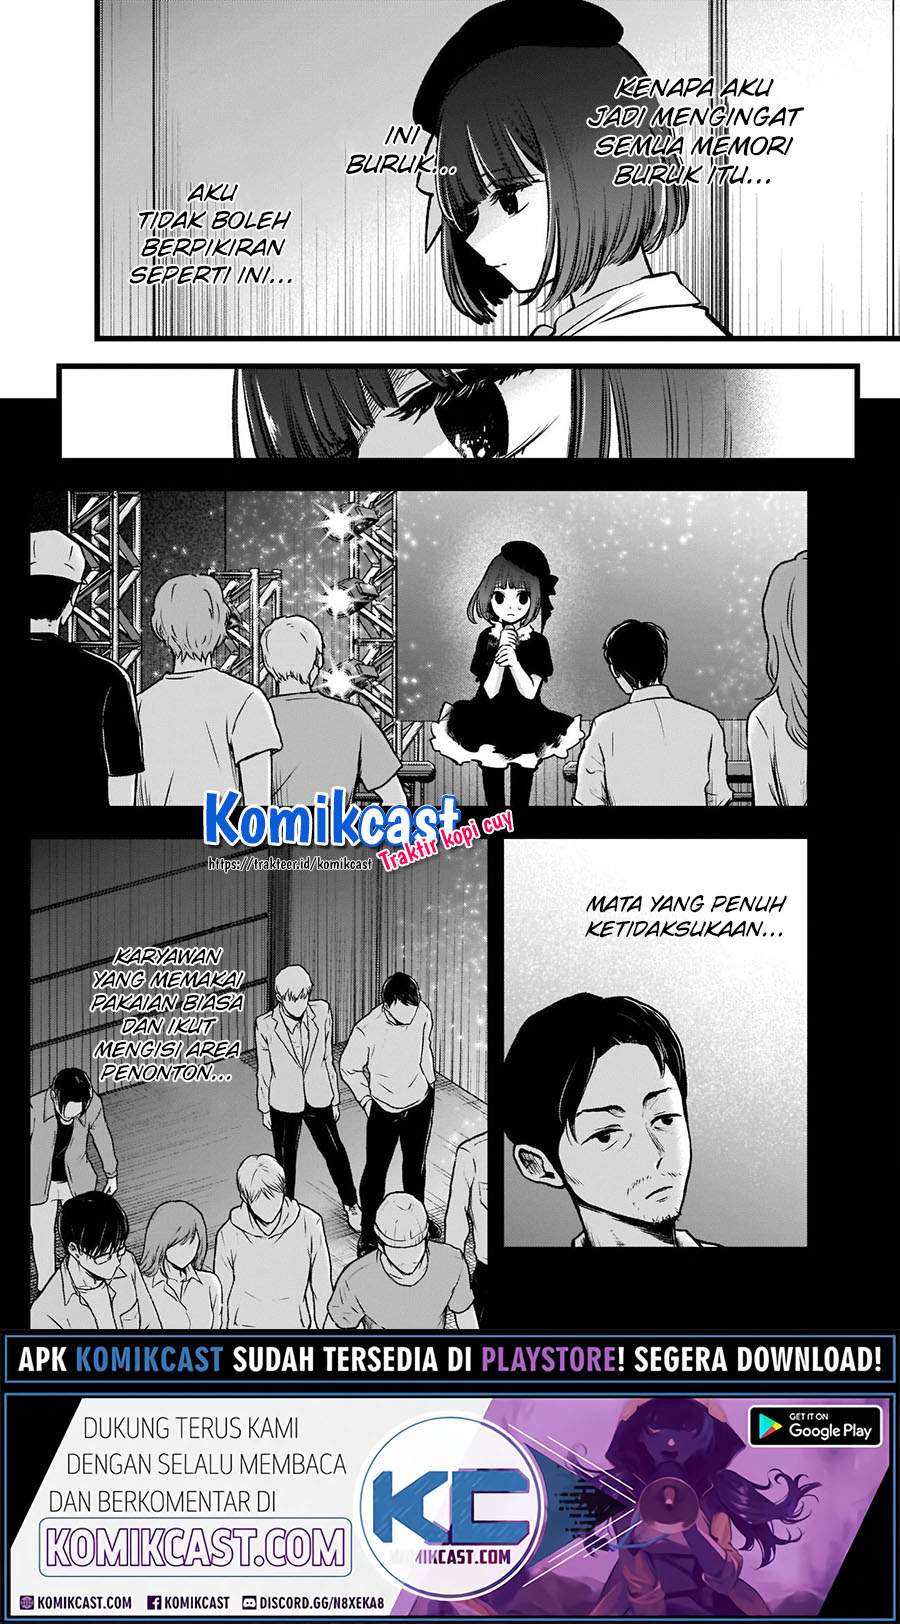 KENAPA AKU
JADI MENGINGAT
SEMUA MEMORI
BURUK ITU...
INI
BURUK...
AKU
TIDAK BOLEH
BERPIKIRAN
SEPERTI INI...
Komikcast
https://trakteer.id/komikcast
Traktir kopi cuy
MATA YANG PENUH
KETIDAKSUKAAN...
KARYAWAN
YANG MEMAKAI
PAKAIAN BIASA
DAN IKUT
MENGISI AREA
PENONTON...
APK KOMIKCAST SUDAH TERSEDIA DI PLAYSTORE! SEGERA DOWNLOAD!
DUKUNG TERUS KAMI
DENGAN SELALU MEMBACA
DAN BERKOMENTAR DI
KOMIKCAST.COM
KC
KOMIKCAST.COM
GET IT ON
Google Play
KOMIKCAST.COM
KOMIKCAST
DISCORD.GG/N8XEKA8